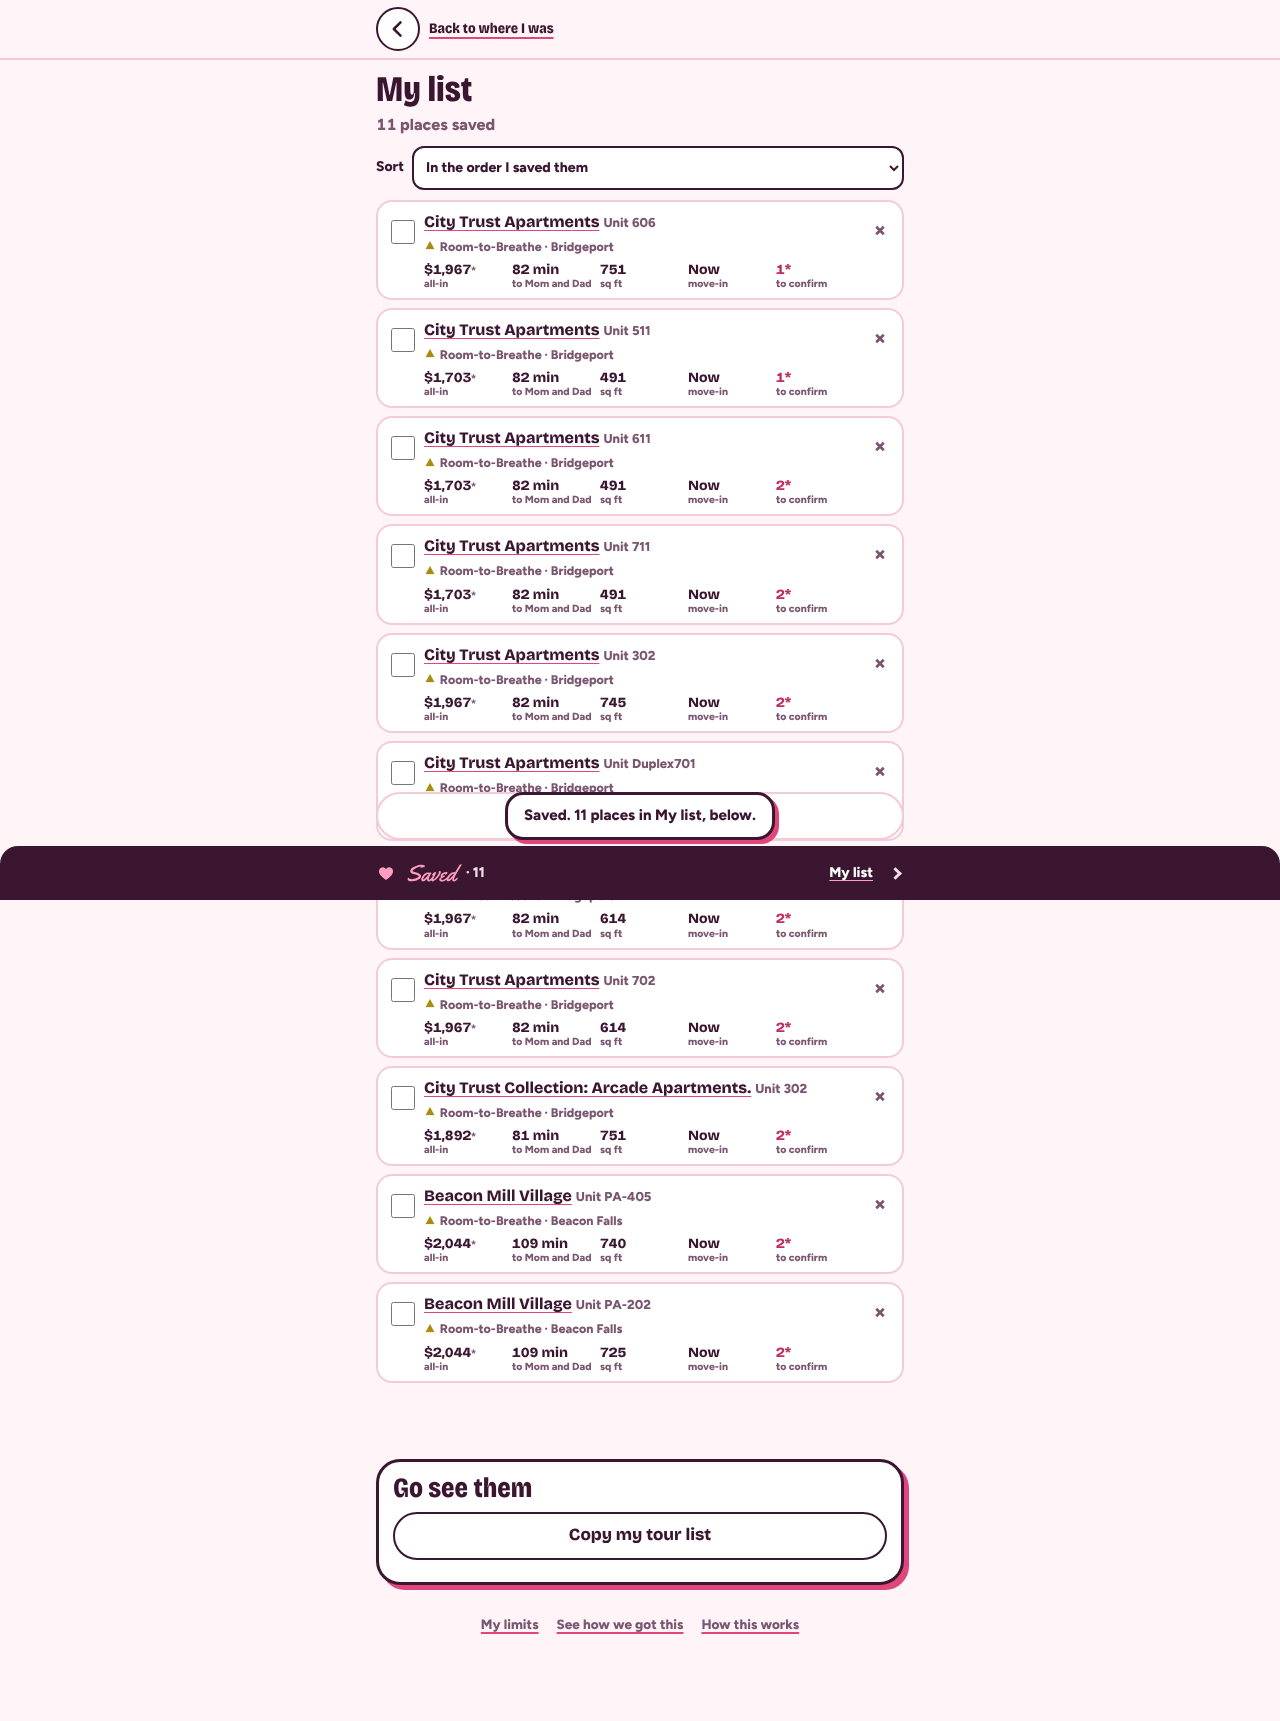 Back to where I was
My list
11 places saved
Sort In the order I saved them
City Trust Apartments Unit 606
Room-to-Breathe · Bridgeport
$1,967* 82 min 751 Now 1*
all-in to Mom and Dad sq ft move-in to confirm
City Trust Apartments Unit 511
Room-to-Breathe · Bridgeport
$1,703* 82 min 491 Now 1*
all-in to Mom and Dad sq ft move-in to confirm
City Trust Apartments Unit 611
Room-to-Breathe · Bridgeport
$1,703* 82 min 491 Now 2*
all-in to Mom and Dad sq ft move-in to confirm
City Trust Apartments Unit 711
Room-to-Breathe · Bridgeport
$1,703* 82 min 491 Now 2*
all-in to Mom and Dad sq ft move-in to confirm
City Trust Apartments Unit 302
Room-to-Breathe · Bridgeport
$1,967* 82 min 745 Now 2*
all-in to Mom and Dad sq ft move-in to confirm
City Trust Apartments Unit Duplex701
Room-to-Breathe · Bridgeport
Saved. 11 places in My list, below.
Saved · 11 My list
$1,967* 82 min 614 Now 2*
all-in to Mom and Dad sq ft move-in to confirm
City Trust Apartments Unit 702
Room-to-Breathe · Bridgeport
$1,967* 82 min 614 Now 2*
all-in to Mom and Dad sq ft move-in to confirm
City Trust Collection: Arcade Apartments. Unit 302
Room-to-Breathe · Bridgeport
$1,892* 81 min 751 Now 2*
all-in to Mom and Dad sq ft move-in to confirm
Beacon Mill Village Unit PA-405
Room-to-Breathe · Beacon Falls
$2,044* 109 min 740 Now 2*
all-in to Mom and Dad sq ft move-in to confirm
Beacon Mill Village Unit PA-202
Room-to-Breathe · Beacon Falls
$2,044* 109 min 725 Now 2*
all-in to Mom and Dad sq ft move-in to confirm
Go see them
Copy my tour list
My limits See how we got this How this works